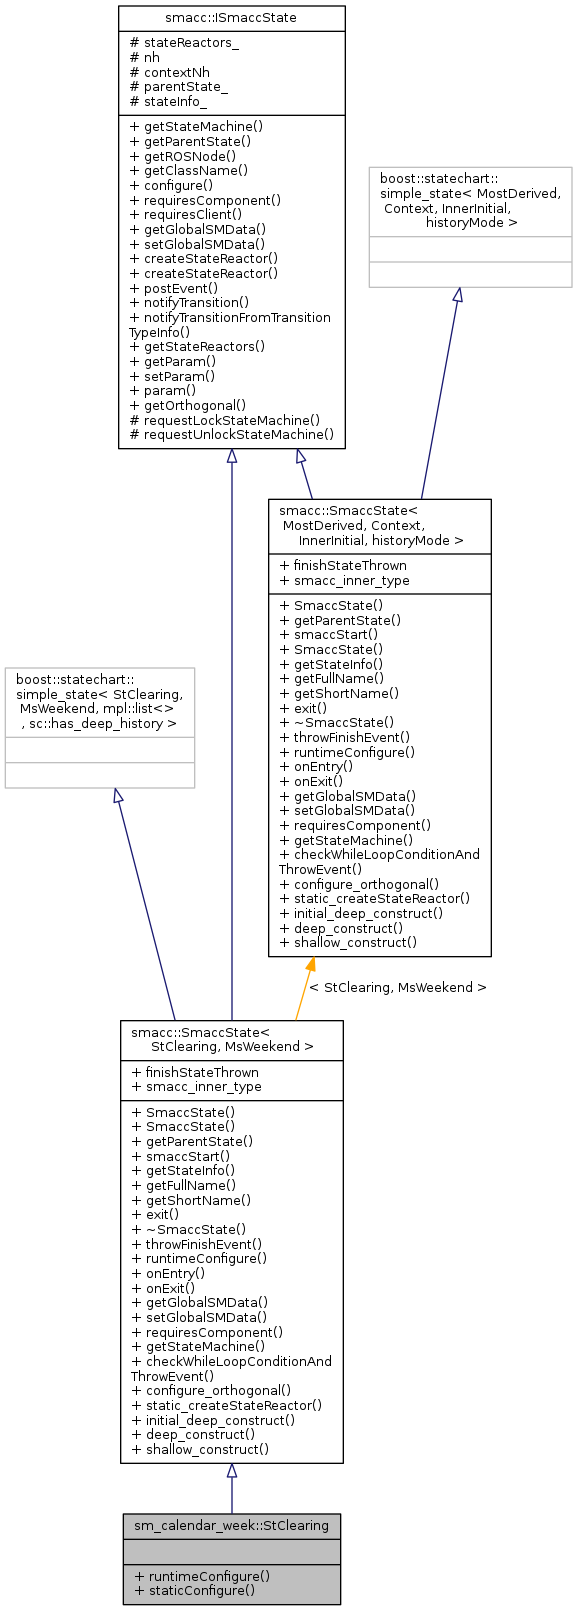 smacc::ISmaccState
# stateReactors_
# nh
# contextNh
# parentState_
# stateInfo_
+ getStateMachine()
+ getParentState()
+ getROSNode()
+ getClassName()
+ configure()
+ requiresComponent()
+ requiresClient()
+ getGlobalSMData()
+ setGlobalSMData()
+ createStateReactor()
+ createStateReactor()
+ postEvent()
+ notifyTransition()
+ notifyTransitionFromTransition
TypeInfo()
+ getStateReactors()
+ getParam()
+ setParam()
+ param()
+ getOrthogonal()
# requestLockStateMachine()
# requestUnlockStateMachine()
boost::statechart::
simple_state< MostDerived,
Context, InnerInitial,
historyMode >
smacc::SmaccState<
MostDerived, Context,
InnerInitial, historyMode >
+ finishStateThrown
+ smacc_inner_type
+ SmaccState()
+ getParentState()
+ smaccStart()
+ SmaccState()
+ getStateInfo()
+ getFullName()
+ getShortName()
+ exit()
+ ~SmaccState()
+ throwFinishEvent()
+ runtimeConfigure()
+ onEntry()
+ onExit()
+ getGlobalSMData()
+ setGlobalSMData()
+ requiresComponent()
+ getStateMachine()
+ checkWhileLoopConditionAnd
ThrowEvent()
+ configure_orthogonal()
+ static_createStateReactor()
+ initial_deep_construct()
+ deep_construct()
+ shallow_construct()
boost::statechart::
simple_state< StClearing,
MsWeekend, mpl::list<>
, sc::has_deep_history >
< StClearing, MsWeekend >
smacc::SmaccState<
StClearing, MsWeekend >
+ finishStateThrown
+ smacc_inner_type
+ SmaccState()
+ SmaccState()
+ getParentState()
+ smaccStart()
+ getStateInfo()
+ getFullName()
+ getShortName()
+ exit()
+ ~SmaccState()
+ throwFinishEvent()
+ runtimeConfigure()
+ onEntry()
+ onExit()
+ getGlobalSMData()
+ setGlobalSMData()
+ requiresComponent()
+ getStateMachine()
+ checkWhileLoopConditionAnd
ThrowEvent()
+ configure_orthogonal()
+ static_createStateReactor()
+ initial_deep_construct()
+ deep_construct()
+ shallow_construct()
sm_calendar_week::StClearing
+ runtimeConfigure()
+ staticConfigure()